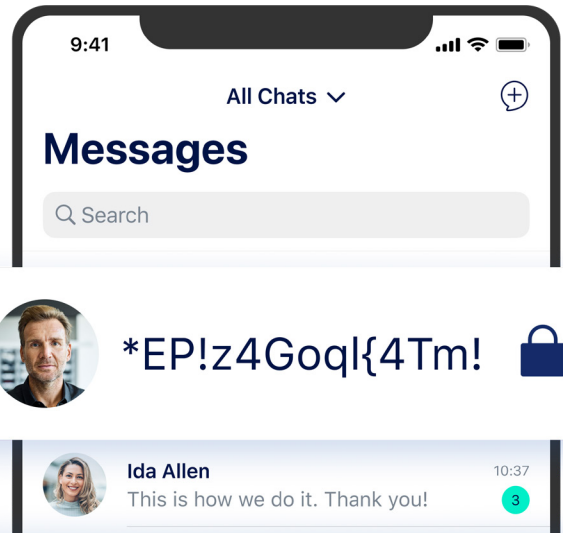 9:41
All Chats
Messages
Search
*EP!z4Goql{4Tm!
Ida Allen 10:37
This is how we do it. Thank you! 3